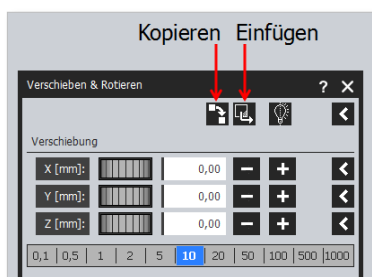 Kopieren Einfügen
Verschieben & Rotieren ? X
Verschiebung
X [mm]: 0,00 − +
Y [mm]: 0,00 − +
Z [mm]: 0,00 − +
0,1 0,5 1 2 5 10 20 50 100 500 1000